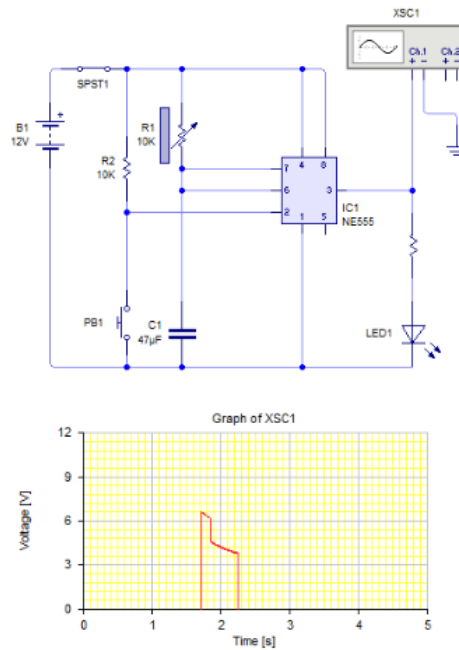 XSC1
Ch.1 Ch.2
+ − + −
SPST1
B1
12V
+
R1
10K
R2
10K
7
4
8
6
3
2
1
5
IC1
NE555
PB1
C1
47µF
LED1
Graph of XSC1
Voltage [V]
12
9
6
3
0
0 1 2 3 4 5
Time [s]